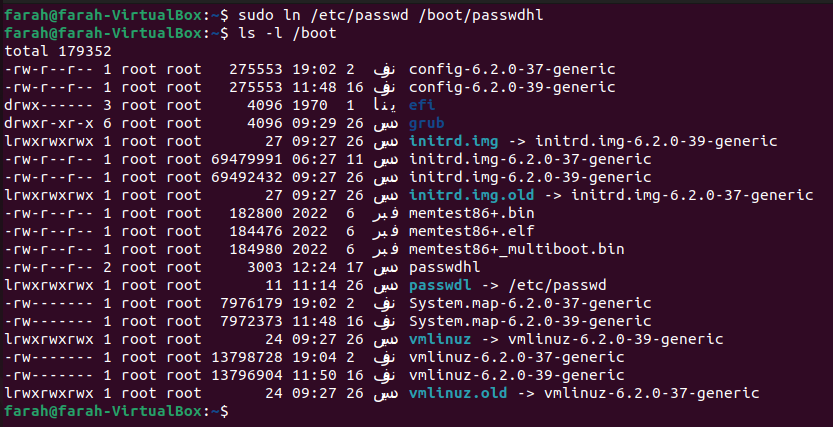 farah@farah-VirtualBox:~$ sudo ln /etc/passwd /boot/passwdhl
farah@farah-VirtualBox:~$ ls -l /boot
total 179352
-rw-r--r-- 1 root root 275553 19:02 2 نوف config-6.2.0-37-generic
-rw-r--r-- 1 root root 275553 11:48 16 نوف config-6.2.0-39-generic
drwx------ 3 root root 4096 1970 1 ينا efi
drwxr-xr-x 6 root root 4096 09:29 26 ديس grub
lrwxrwxrwx 1 root root 27 09:27 26 ديس initrd.img -> initrd.img-6.2.0-39-generic
-rw-r--r-- 1 root root 69479991 06:27 11 ديس initrd.img-6.2.0-37-generic
-rw-r--r-- 1 root root 69492432 09:27 26 ديس initrd.img-6.2.0-39-generic
lrwxrwxrwx 1 root root 27 09:27 26 ديس initrd.img.old -> initrd.img-6.2.0-37-generic
-rw-r--r-- 1 root root 182800 2022 6 فبر memtest86+.bin
-rw-r--r-- 1 root root 184476 2022 6 فبر memtest86+.elf
-rw-r--r-- 1 root root 184980 2022 6 فبر memtest86+_multiboot.bin
-rw-r--r-- 2 root root 3003 12:24 17 ديس passwdhl
lrwxrwxrwx 1 root root 11 11:14 26 ديس passwdl -> /etc/passwd
-rw------- 1 root root 7976179 19:02 2 نوف System.map-6.2.0-37-generic
-rw------- 1 root root 7972373 11:48 16 نوف System.map-6.2.0-39-generic
lrwxrwxrwx 1 root root 24 09:27 26 ديس vmlinuz -> vmlinuz-6.2.0-39-generic
-rw------- 1 root root 13798728 19:04 2 نوف vmlinuz-6.2.0-37-generic
-rw------- 1 root root 13796904 11:50 16 نوف vmlinuz-6.2.0-39-generic
lrwxrwxrwx 1 root root 24 09:27 26 ديس vmlinuz.old -> vmlinuz-6.2.0-37-generic
farah@farah-VirtualBox:~$